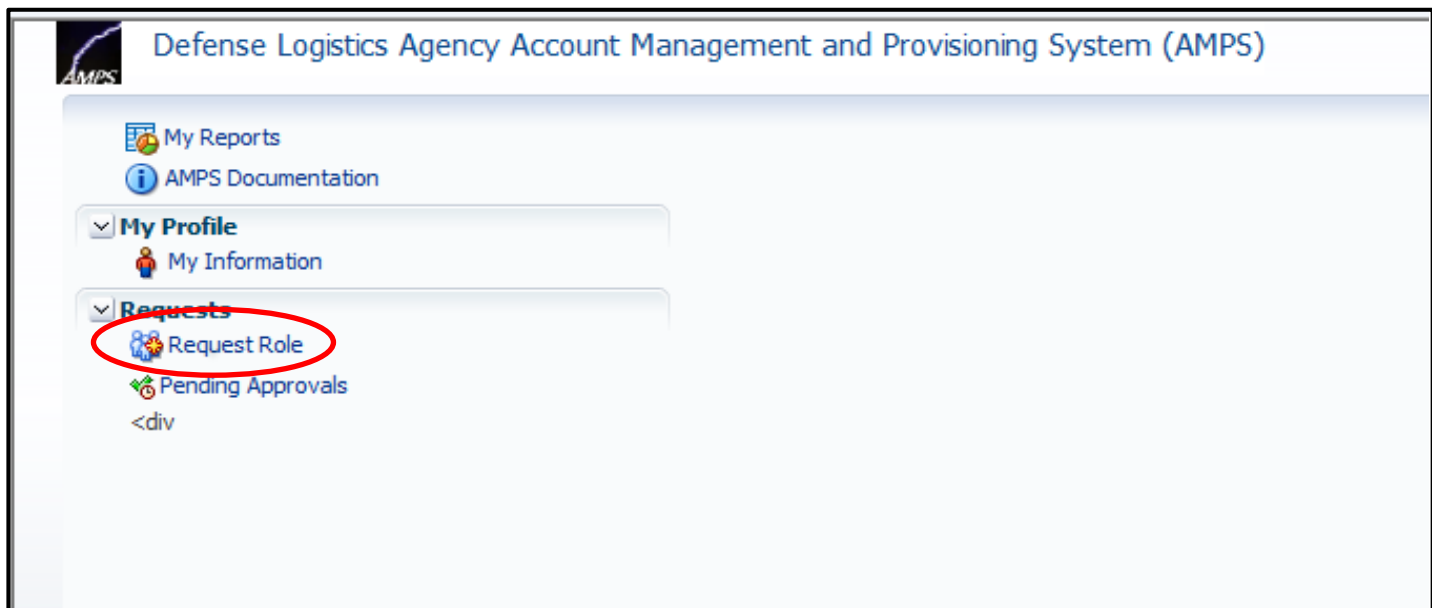 Defense Logistics Agency Account Management and Provisioning System (AMPS)
AMPS
My Reports
AMPS Documentation
My Profile
My Information
Requests
Request Role
Pending Approvals
<div